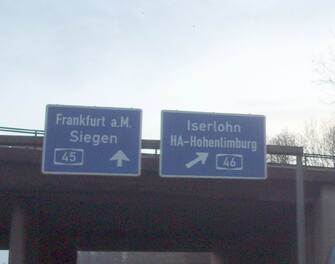 Frankfurt a.M.
Siegen
45
Iserlohn
HA-Hohenlimburg
46